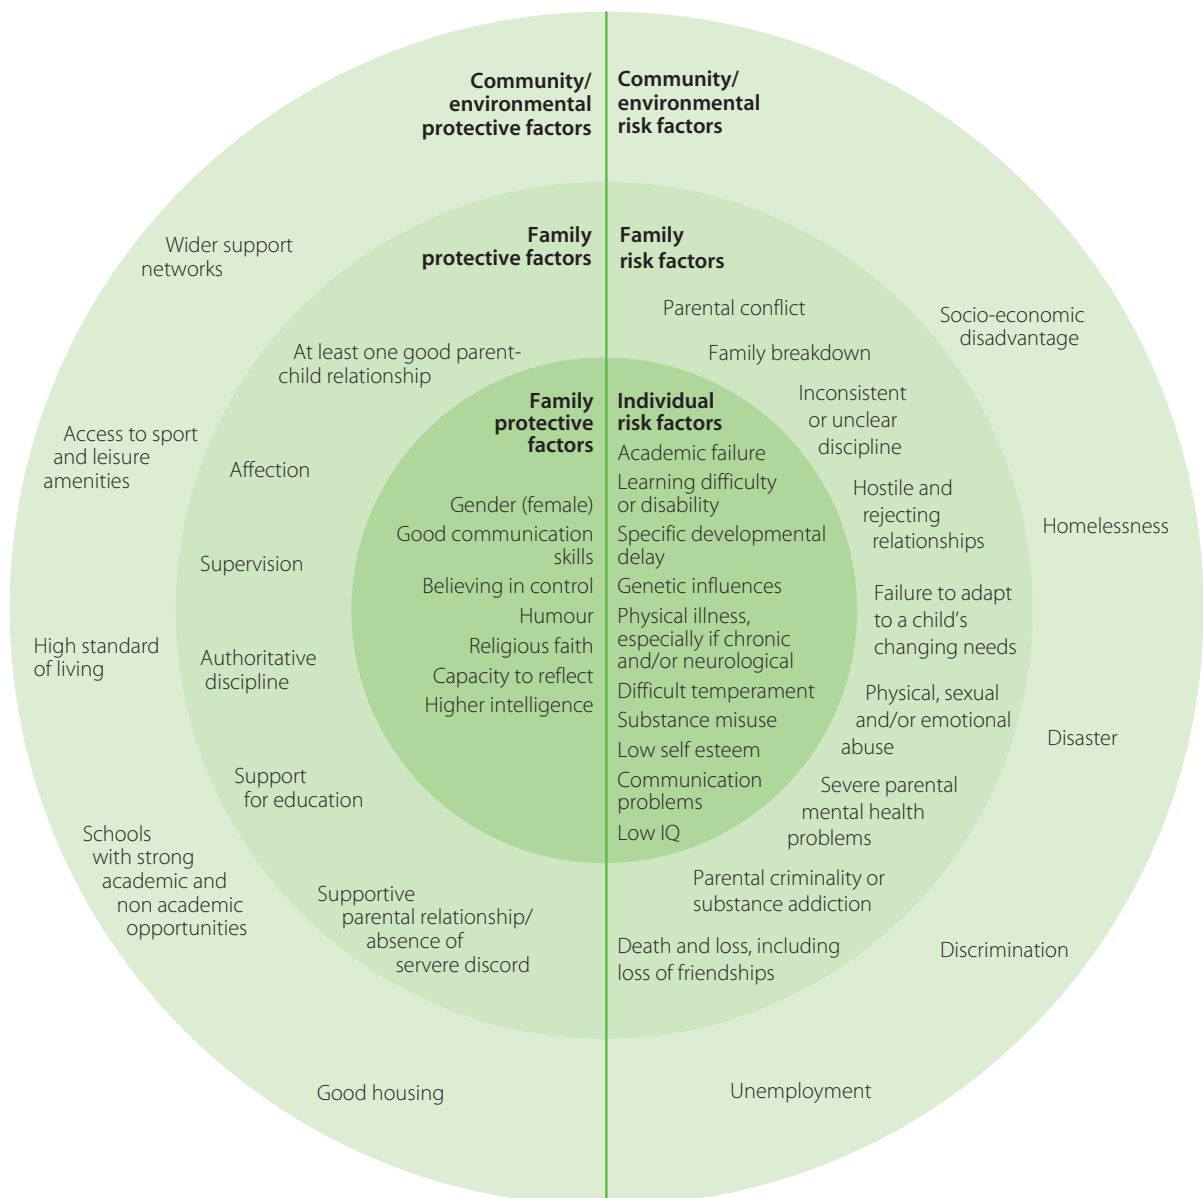 Community/
environmental
protective factors
Wider support
networks
Access to sport
and leisure
amenities
High standard
of living
Schools
with strong
academic and
non academic
opportunities
Good housing
Family
protective factors
At least one good parent-
child relationship
Affection
Supervision
Authoritative
discipline
Support
for education
Supportive
parental relationship/
absence of
servere discord
Family
protective
factors
Gender (female)
Good communication
skills
Believing in control
Humour
Religious faith
Capacity to reflect
Higher intelligence
Individual
risk factors
Academic failure
Learning difficulty
or disability
Specific developmental
delay
Genetic influences
Physical illness,
especially if chronic
and/or neurological
Difficult temperament
Substance misuse
Low self esteem
Communication
problems
Low IQ
Family
risk factors
Parental conflict
Family breakdown
Inconsistent
or unclear
discipline
Hostile and
rejecting
relationships
Failure to adapt
to a child's
changing needs
Physical, sexual
and/or emotional
abuse
Severe parental
mental health
problems
Parental criminality or
substance addiction
Death and loss, including
loss of friendships
Community/
environmental
risk factors
Socio-economic
disadvantage
Homelessness
Disaster
Discrimination
Unemployment